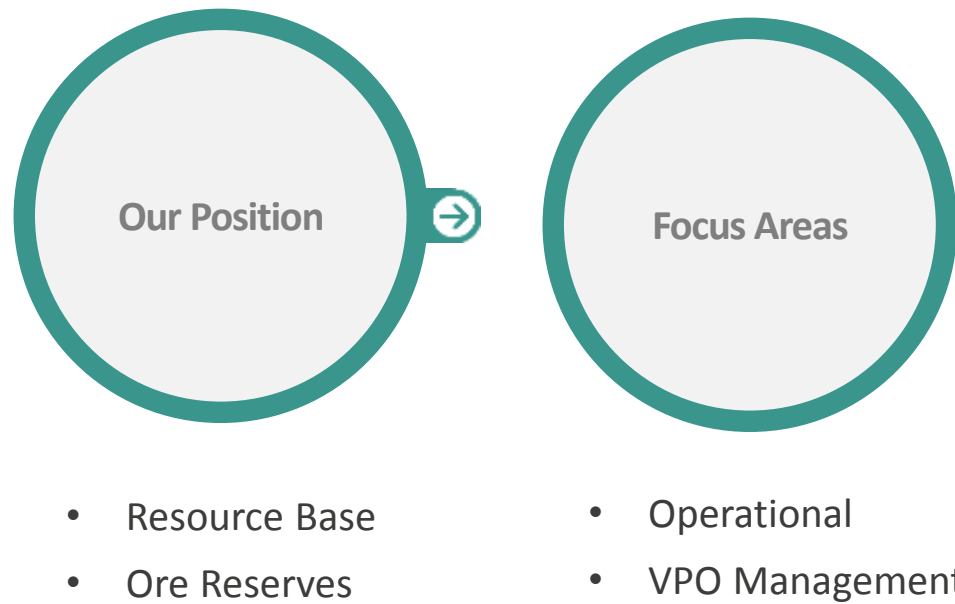 Our Position
Focus Areas
• Resource Base
• Ore Reserves
• Operational
• VPO Management